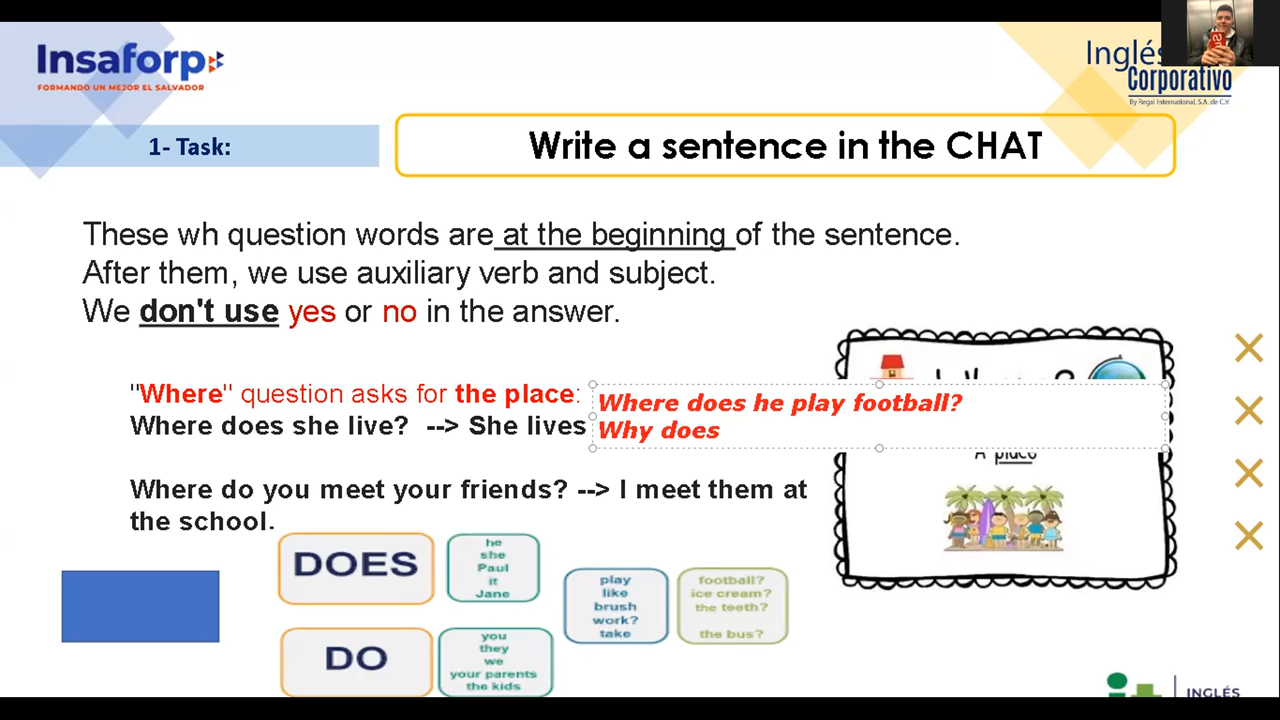 Insaforp
FORMANDO UN MEJOR EL SALVADOR
Inglés
Corporativo
By Regal International, S.A. de C.V.
1- Task:
Write a sentence in the CHAT
These wh question words are at the beginning of the sentence.
After them, we use auxiliary verb and subject.
We don't use yes or no in the answer.
"Where" question asks for the place:
Where does she live? --> She lives
Where does he play football?
Why does
A place
Where do you meet your friends? --> I meet them at
the school.
DOES
he
she
Paul
it
Jane
play
like
brush
work?
take
football?
ice cream?
the teeth?
the bus?
DO
you
they
we
your parents
the kids
INGLÉS